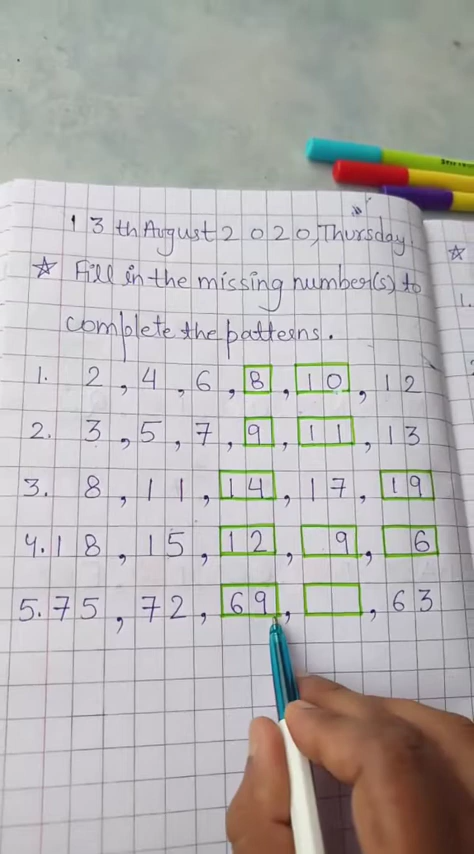 13th August 2020, Thursday.
☆ Fill in the missing number(s) to
complete the patterns.
1. 2, 4, 6, 8, 10, 12
2. 3, 5, 7, 9, 11, 13
3. 8, 11, 14, 17, 19
4. 18, 15, 12, 9, 6
5. 75, 72, 69, , 63
☆
1.